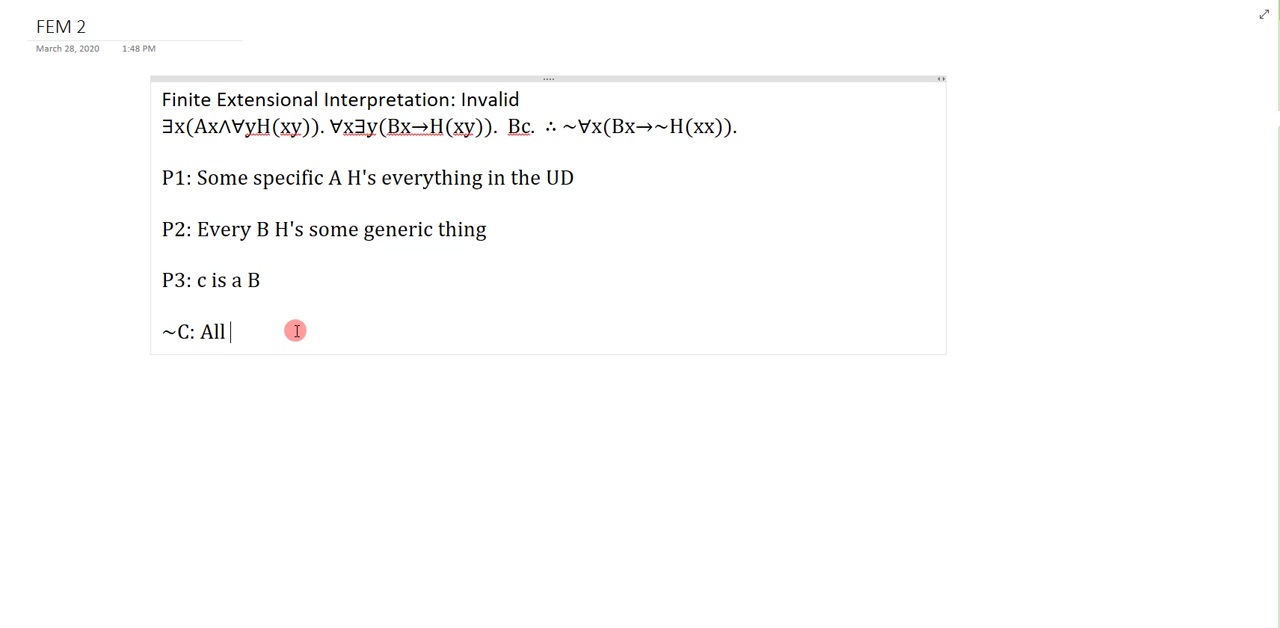 FEM 2
March 28, 2020 1:48 PM
Finite Extensional Interpretation: Invalid
∃x(Ax∧∀yH(xy)). ∀x∃y(Bx→H(xy)). Bc. ∴ ~∀x(Bx→~H(xx)).
P1: Some specific A H's everything in the UD
P2: Every B H's some generic thing
P3: c is a B
~C: All